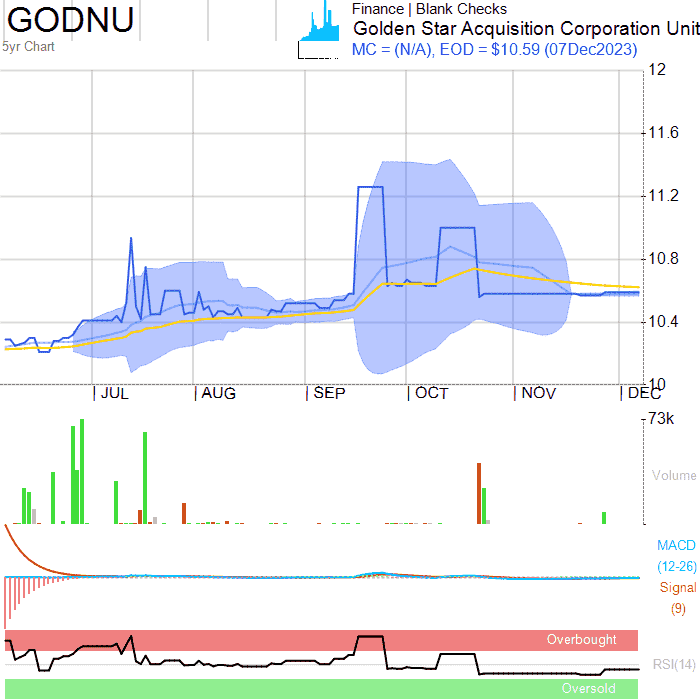 GODNU
5yr Chart
Finance | Blank Checks
Golden Star Acquisition Corporation Unit
MC = (N/A), EOD = $10.59 (07Dec2023)
12
11.6
11.2
10.8
10.4
10
JUL AUG SEP OCT NOV DEC
73k
Volume
MACD
(12-26)
Signal
(9)
Overbought
RSI(14)
Oversold